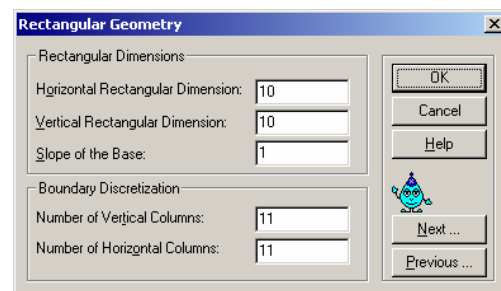 Rectangular Geometry
Rectangular Dimensions
Horizontal Rectangular Dimension: 10
Vertical Rectangular Dimension: 10
Slope of the Base: 1
Boundary Discretization
Number of Vertical Columns: 11
Number of Horizontal Columns: 11
OK
Cancel
Help
Next ...
Previous ...